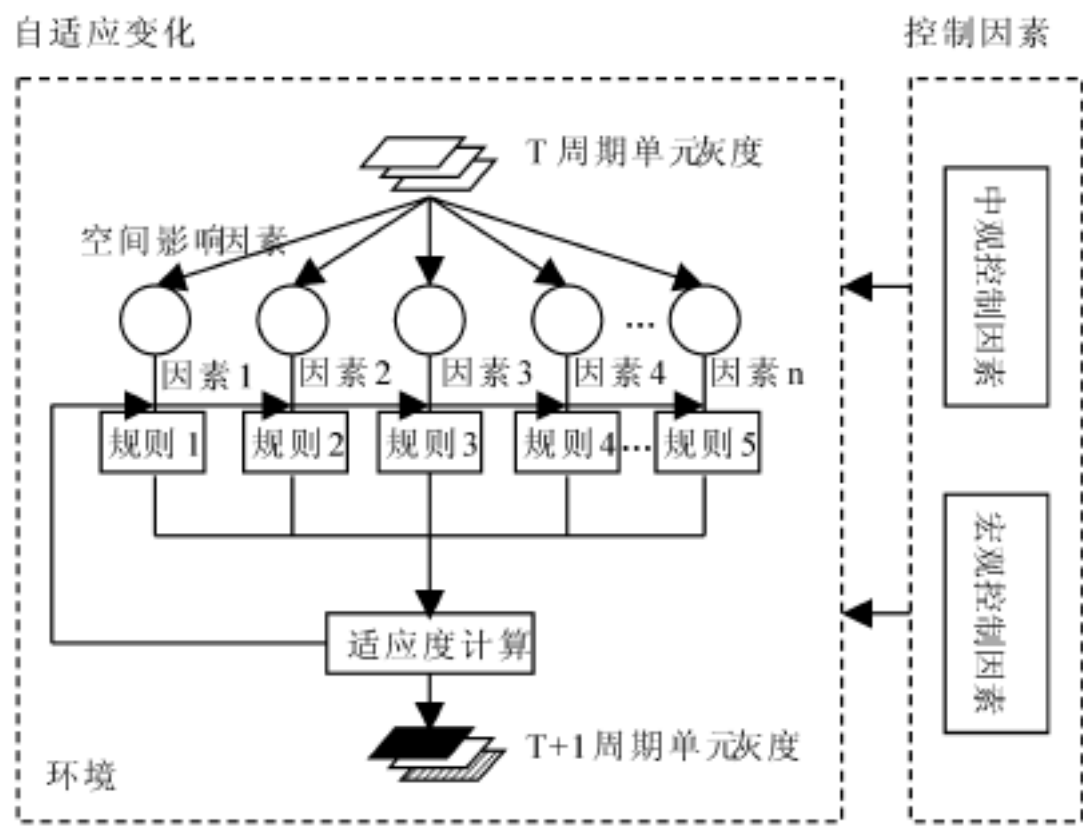 自适应变化
控制因素
T周期单元灰度
空间影响因素
...
因素1
因素2
因素3
因素4
因素n
规则1
规则2
规则3
规则4
...
规则5
适应度计算
T+1周期单元灰度
环境
中观控制因素
宏观控制因素